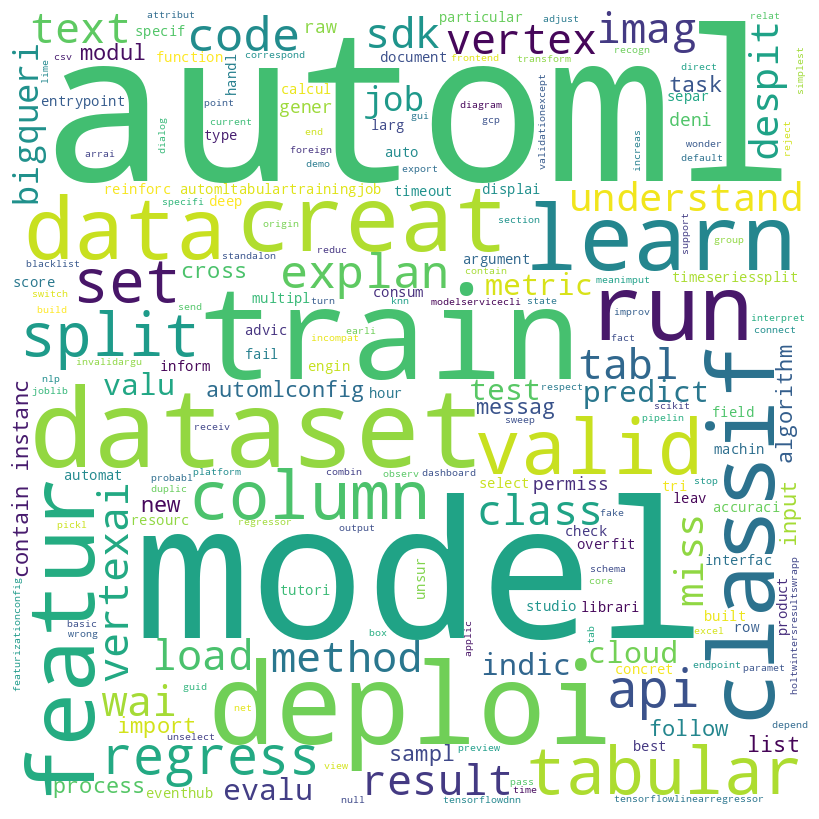 automl
model
train
dataset
deploi
data
creat
learn
run
classif
featur
valid
tabular
set
split
column
explan
code
sdk
vertex
imag
text
despit
understand
bigqueri
job
task
modul
raw
specif
particular
attribut
adjust
relat
function
correspond
document
recogn
frontend
transform
direct
simplest
lime
csv
handl
calcul
gener
type
point
current
larg
gui
diagram
gcp
separ
deni
increas
validationexcept
entrypoint
arrai
dialog
end
foreign
demo
auto
export
wonder
default
reject
reinforc
automltabulartrainingjob
timeout
displai
specifi
deep
origin
section
support
group
contain
reduc
standalon
argument
blacklist
score
cross
metric
timeseriessplit
switch
build
send
multipl
turn
knn
consum
modelservicecli
state
meanimput
improv
interpret
connect
advic
earli
incompat
fact
invalidargu
fail
engin
inform
tabl
valu
automlconfig
hour
test
respect
predict
algorithm
nlp
joblib
messag
scikit
pipelin
field
receiv
sweep
machin
contain instanc
automat
probabl
platform
combin
observ
dashboard
select
permiss
tri
stop
duplic
new
resourc
class
leav
accuraci
input
pickl
regressor
output
check
fake
overfit
miss
interfac
vertexai
basic
wrong
tutori
unsur
schema
core
studio
librari
built
row
excel
product
featurizationconfig
box
tab
load
method
applic
indic
cloud
concret
endpoint
paramet
holtwintersresultswrapp
wai
guid
api
import
net
follow
depend
unselect
regress
sampl
preview
best
list
process
view
result
pass
eventhub
evalu
null
time
tensorflowdnn
tensorflowlinearregressor